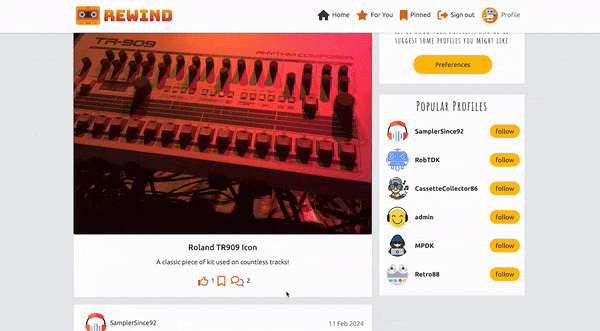 REWIND
Home
For You
Pinned
Sign out
Profile
TR-909
RHYTHM COMPOSER
suggest some profiles you might like
Preferences
Popular Profiles
SamplerSince92
follow
RobTDK
follow
CassetteCollector86
follow
admin
follow
MPDK
follow
Retro88
follow
Roland TR909 Icon
A classic piece of kit used on countless tracks!
1
2
SamplerSince92
11 Feb 2024